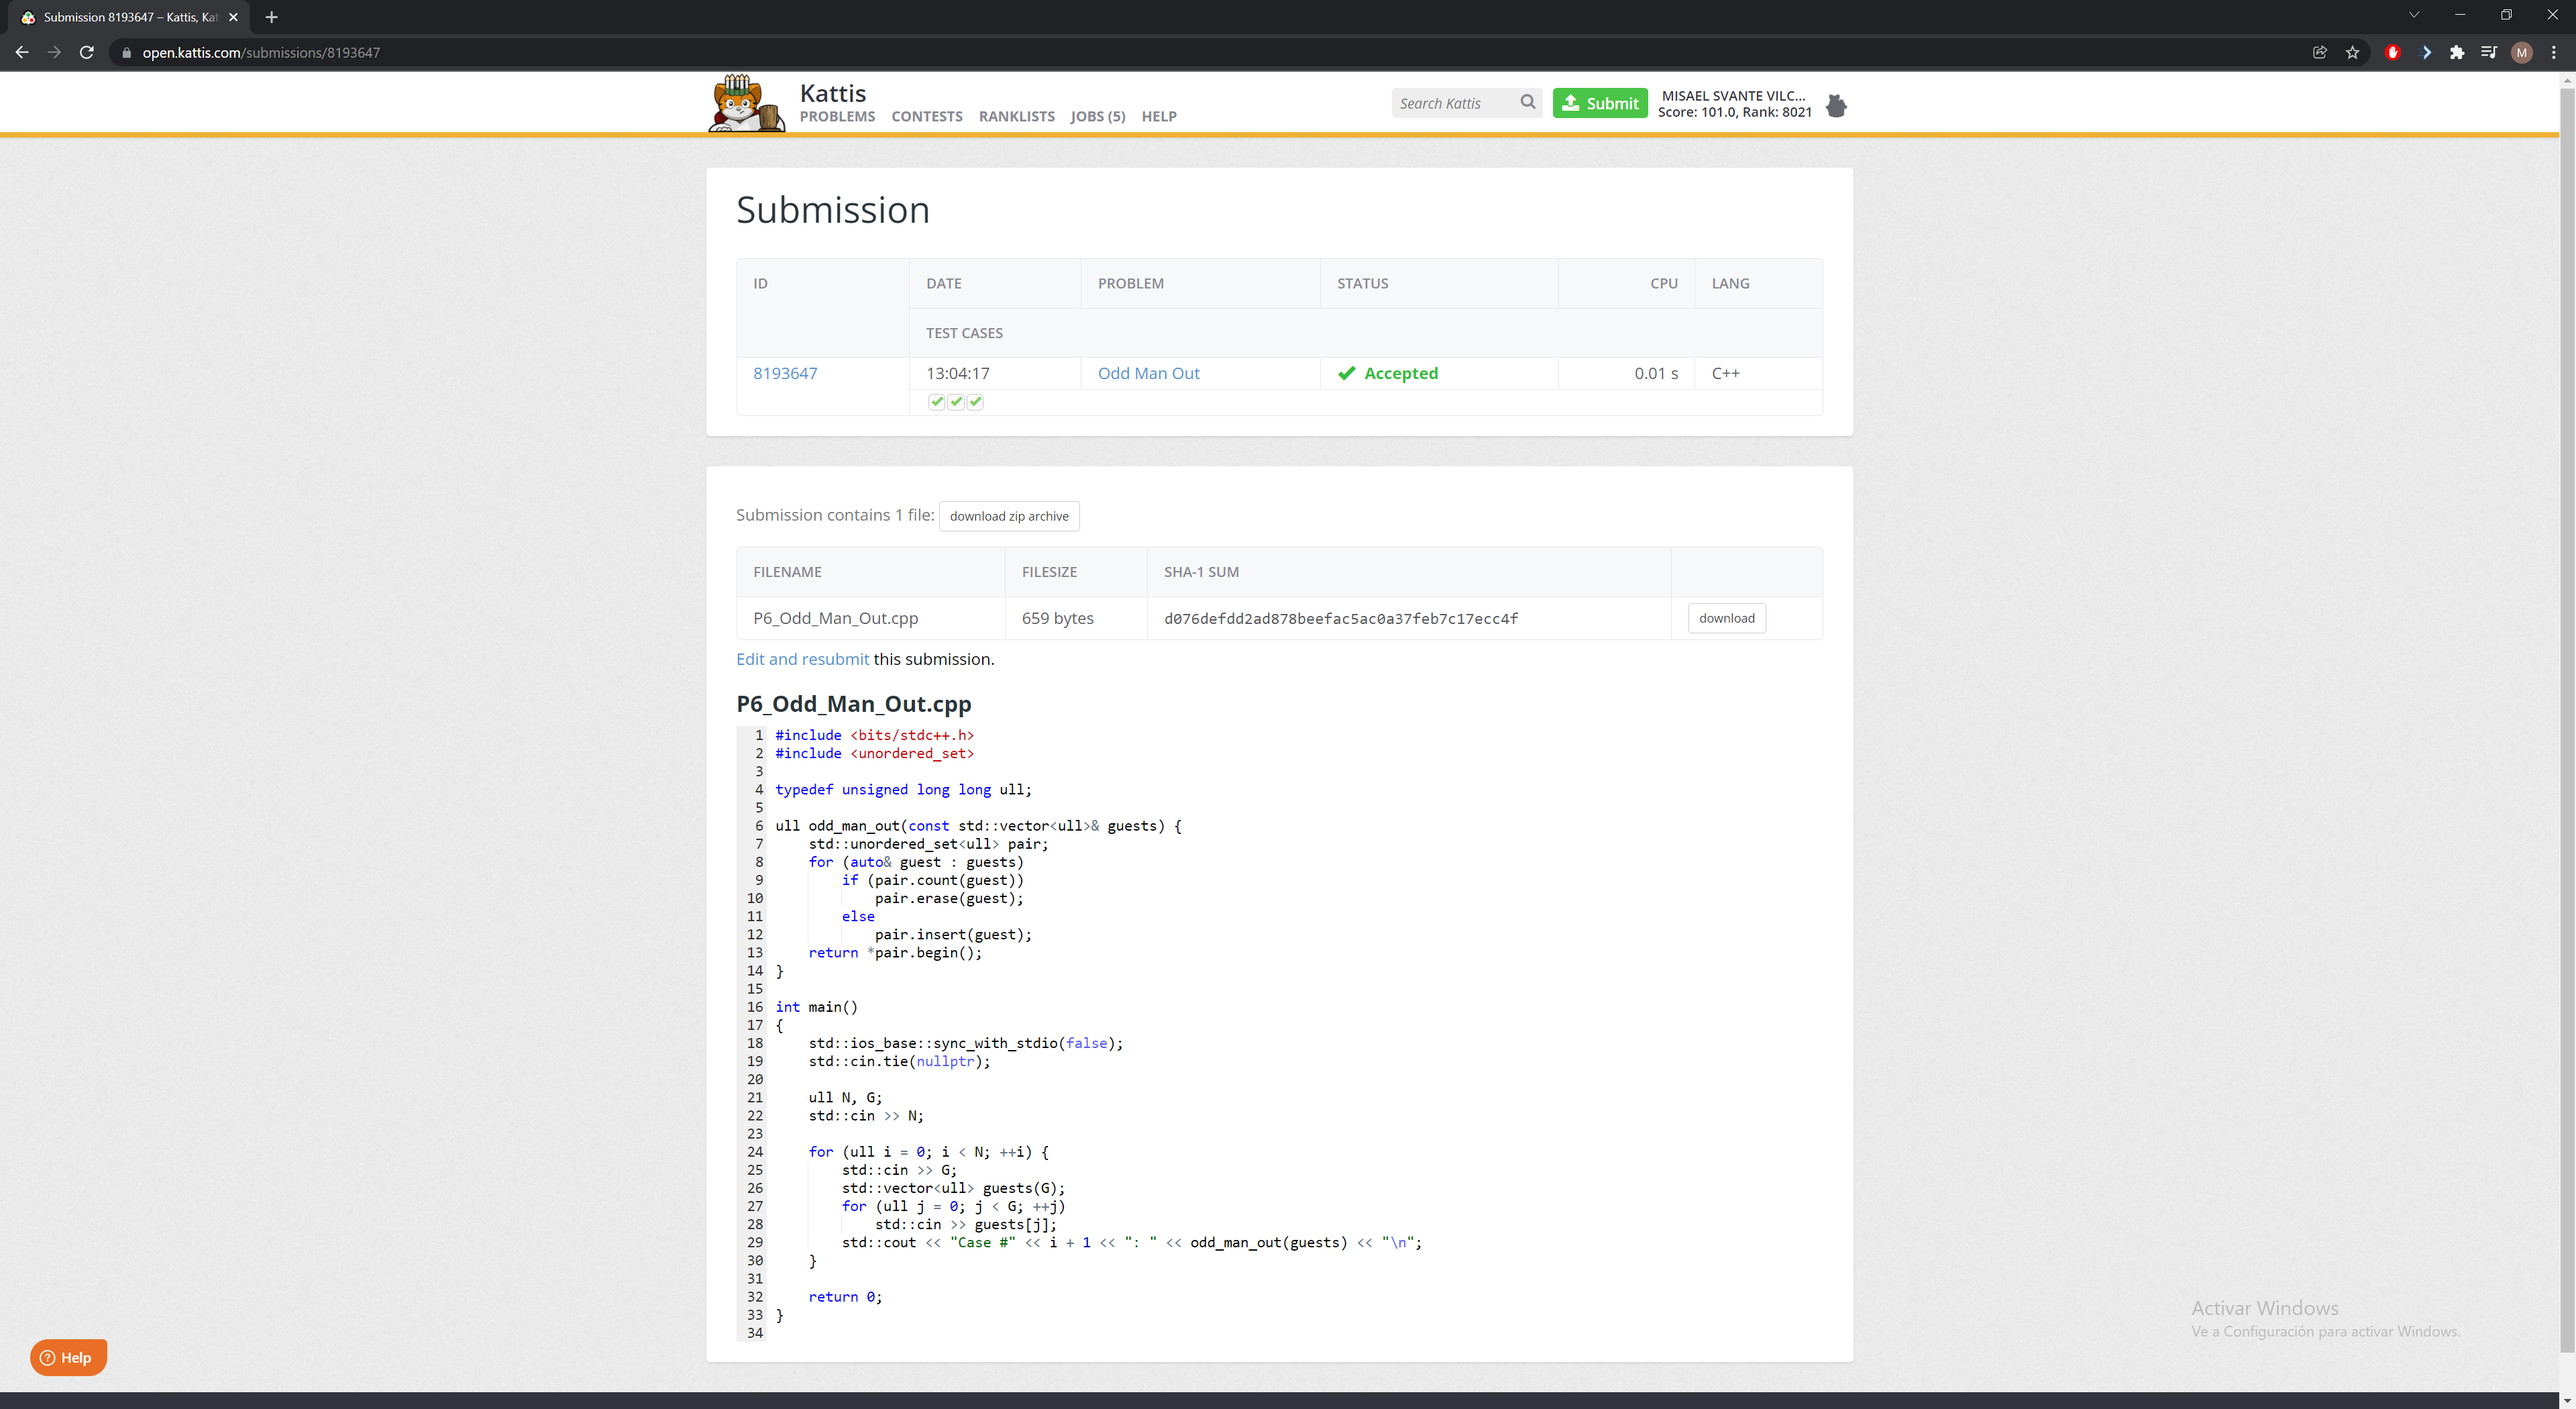 Submission 8193647 – Kattis, Kat
open.kattis.com/submissions/8193647
M
Kattis
PROBLEMS CONTESTS RANKLISTS JOBS (5) HELP
Search Kattis
Submit
MISAEL SVANTE VILC...
Score: 101.0, Rank: 8021
Submission
ID DATE PROBLEM STATUS CPU LANG
TEST CASES
8193647 13:04:17 Odd Man Out Accepted 0.01 s C++
Submission contains 1 file: download zip archive
FILENAME FILESIZE SHA-1 SUM
P6_Odd_Man_Out.cpp 659 bytes d076defdd2ad878beefac5ac0a37feb7c17ecc4f download
Edit and resubmit this submission.
P6_Odd_Man_Out.cpp
1 #include <bits/stdc++.h>
2 #include <unordered_set>
3
4 typedef unsigned long long ull;
5
6 ull odd_man_out(const std::vector<ull>& guests) {
7     std::unordered_set<ull> pair;
8     for (auto& guest : guests)
9         if (pair.count(guest))
10             pair.erase(guest);
11         else
12             pair.insert(guest);
13     return *pair.begin();
14 }
15
16 int main()
17 {
18     std::ios_base::sync_with_stdio(false);
19     std::cin.tie(nullptr);
20
21     ull N, G;
22     std::cin >> N;
23
24     for (ull i = 0; i < N; ++i) {
25         std::cin >> G;
26         std::vector<ull> guests(G);
27         for (ull j = 0; j < G; ++j)
28             std::cin >> guests[j];
29         std::cout << "Case #" << i + 1 << ": " << odd_man_out(guests) << "\n";
30     }
31
32     return 0;
33 }
34
Help
Activar Windows
Ve a Configuración para activar Windows.